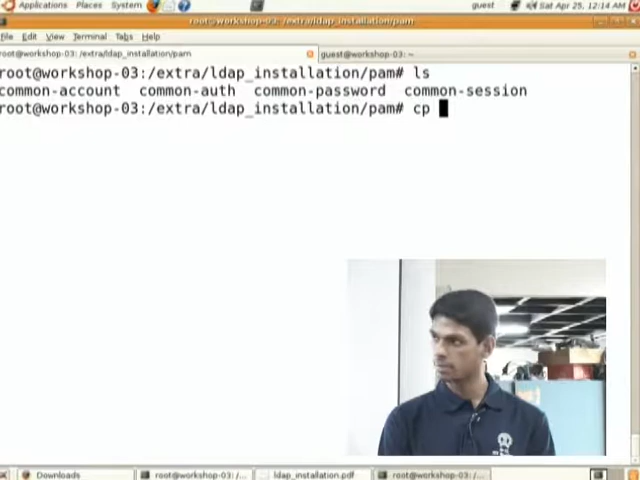 Applications Places System guest Sat Apr 25, 12:14 AM
root@workshop-03: /extra/ldap_installation/pam
File Edit View Terminal Tabs Help
root@workshop-03: /extra/ldap_installation/pam guest@workshop-03: ~
root@workshop-03:/extra/ldap_installation/pam# ls
common-account common-auth common-password common-session
root@workshop-03:/extra/ldap_installation/pam# cp
Downloads root@workshop-03: /... ldap_installation.pdf root@workshop-03: /...